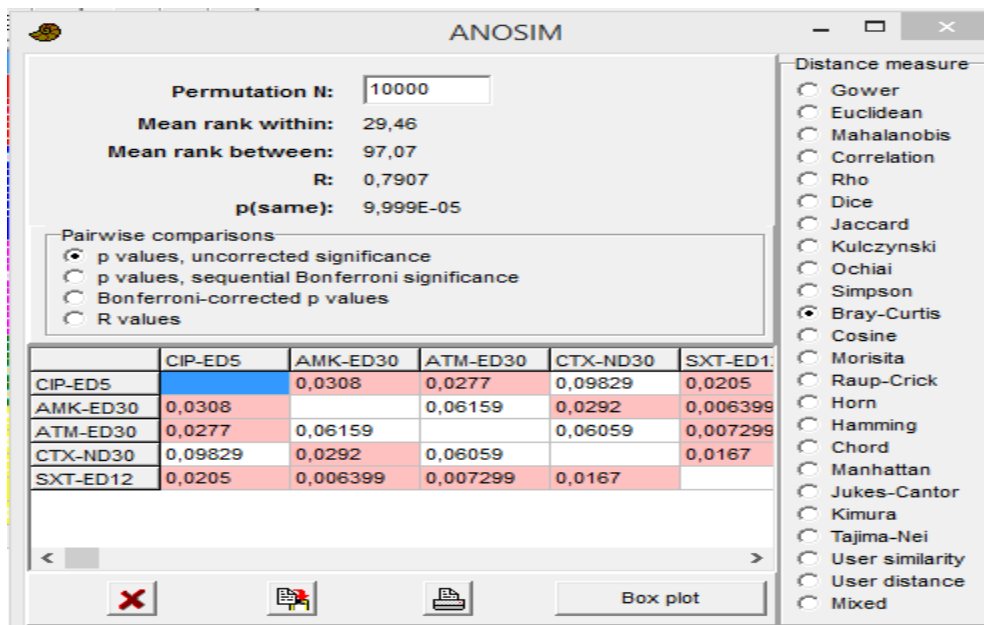 ANOSIM
Permutation N: 10000
Mean rank within: 29,46
Mean rank between: 97,07
R: 0,7907
p(same): 9,999E-05
Pairwise comparisons
p values, uncorrected significance
p values, sequential Bonferroni significance
Bonferroni-corrected p values
R values
CIP-ED5 AMK-ED30 ATM-ED30 CTX-ND30 SXT-ED1
CIP-ED5 0,0308 0,0277 0,09829 0,0205
AMK-ED30 0,0308 0,06159 0,0292 0,006399
ATM-ED30 0,0277 0,06159 0,06059 0,007299
CTX-ND30 0,09829 0,0292 0,06059 0,0167
SXT-ED12 0,0205 0,006399 0,007299 0,0167
Box plot
Distance measure
Gower
Euclidean
Mahalanobis
Correlation
Rho
Dice
Jaccard
Kulczynski
Ochiai
Simpson
Bray-Curtis
Cosine
Morisita
Raup-Crick
Horn
Hamming
Chord
Manhattan
Jukes-Cantor
Kimura
Tajima-Nei
User similarity
User distance
Mixed